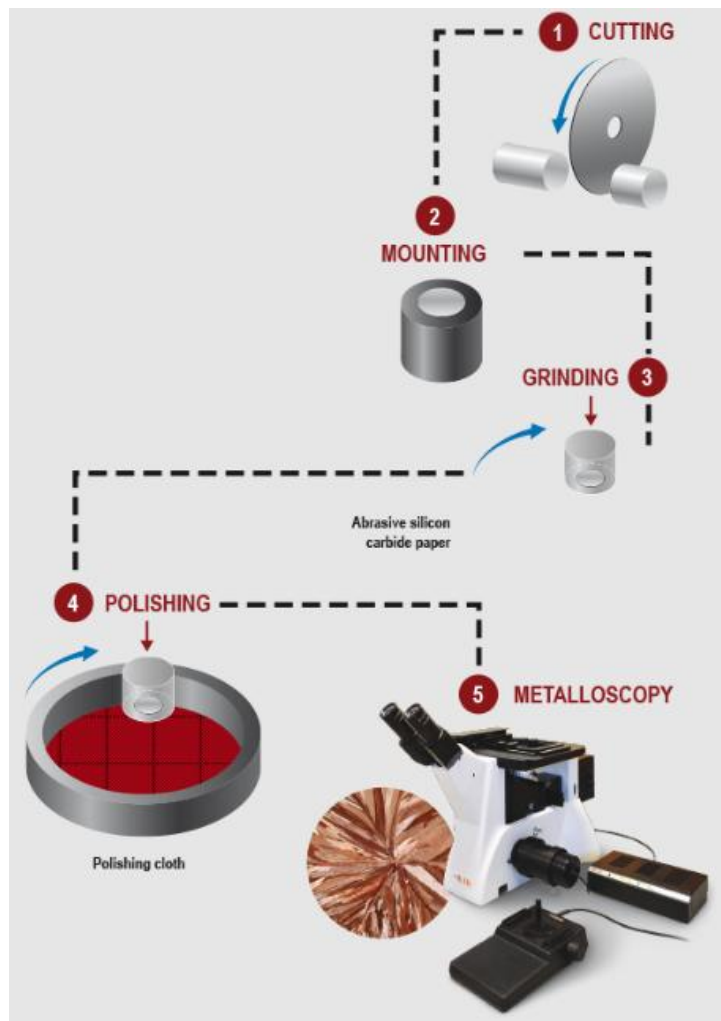 1 CUTTING
2
MOUNTING
GRINDING 3
Abrasive silicon
carbide paper
4 POLISHING
5 METALLOSCOPY
Polishing cloth